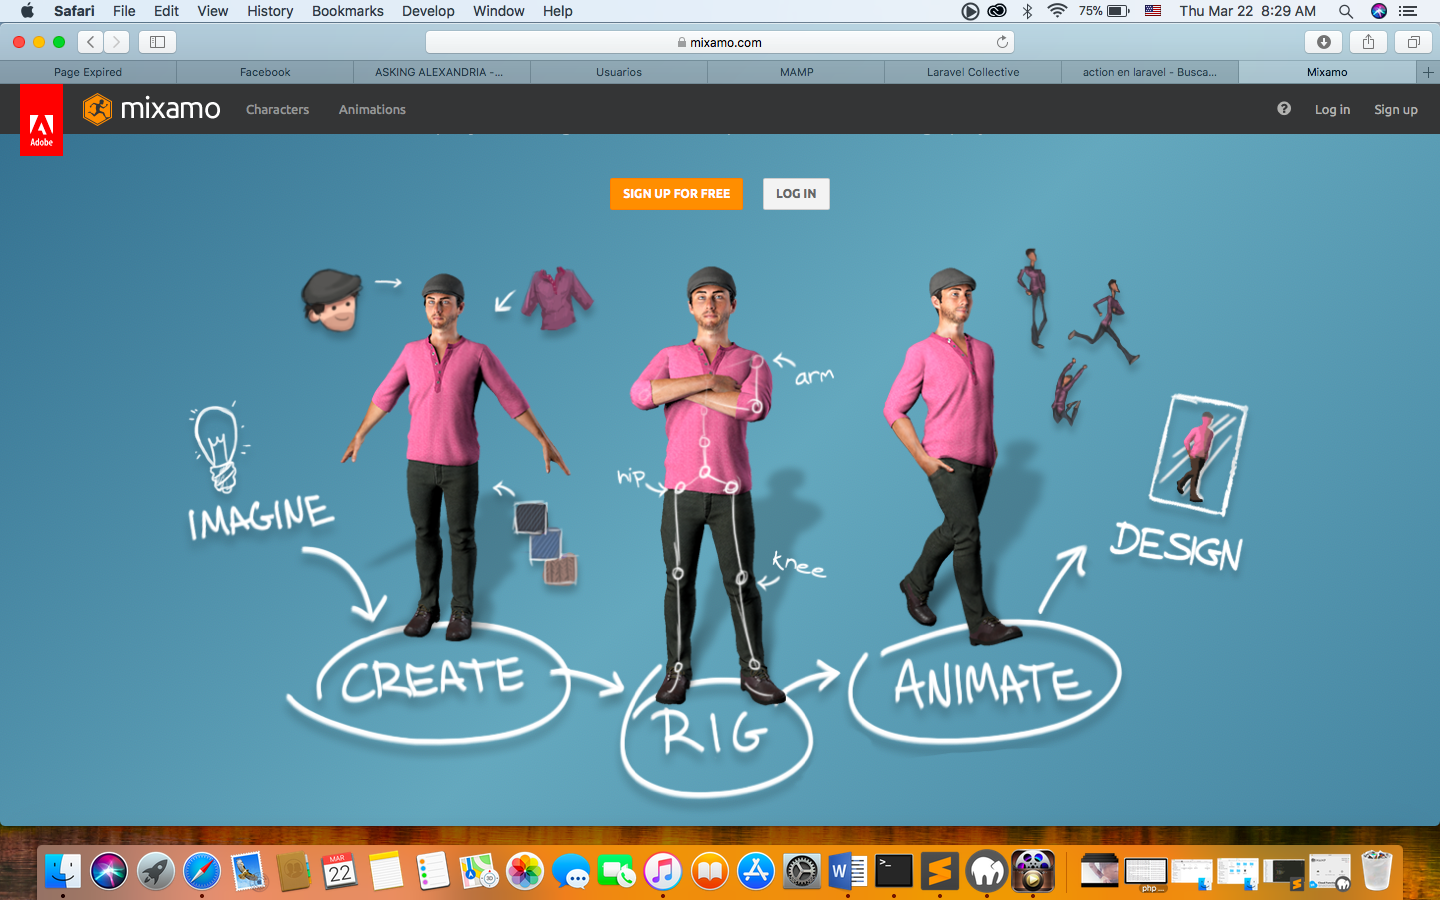 Safari File Edit View History Bookmarks Develop Window Help 75% Thu Mar 22 8:29 AM
mixamo.com
Page Expired Facebook ASKING ALEXANDRIA -... Usuarios MAMP Laravel Collective action en laravel - Busca... Mixamo
Adobe
mixamo Characters Animations ? Log in Sign up
SIGN UP FOR FREE LOG IN
arm
hip
IMAGINE
knee
DESIGN
CREATE
RIG
ANIMATE
MAR
22
php ...